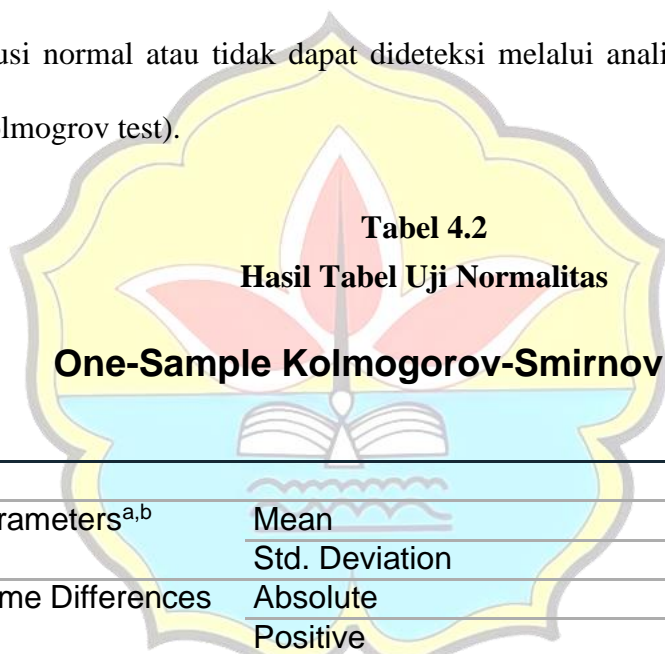 usi normal atau tidak dapat dideteksi melalui anali
olmogrov test).
Tabel 4.2
Hasil Tabel Uji Normalitas
One-Sample Kolmogorov-Smirnov
rameters a,b Mean
Std. Deviation
me Differences Absolute
Positive